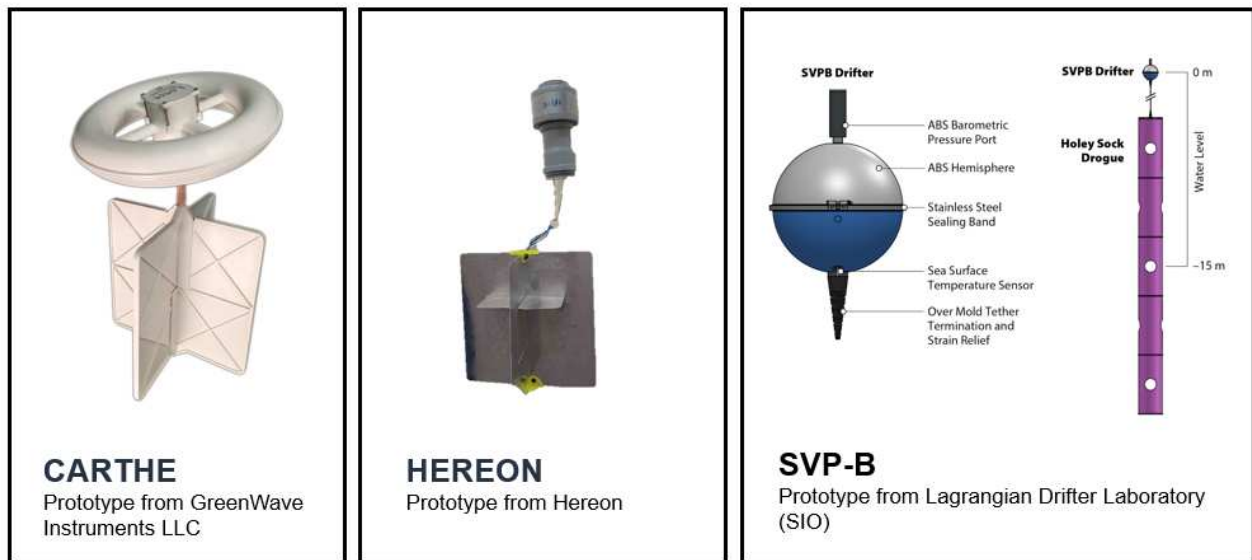 CARTHE
Prototype from GreenWave
Instruments LLC
HEREON
Prototype from Hereon
SVPB Drifter
ABS Barometric
Pressure Port
ABS Hemisphere
Stainless Steel
Sealing Band
Sea Surface
Temperature Sensor
Over Mold Tether
Termination and
Strain Relief
SVPB Drifter
0 m
Holey Sock
Drogue
Water Level
~15 m
SVP-B
Prototype from Lagrangian Drifter Laboratory
(SIO)